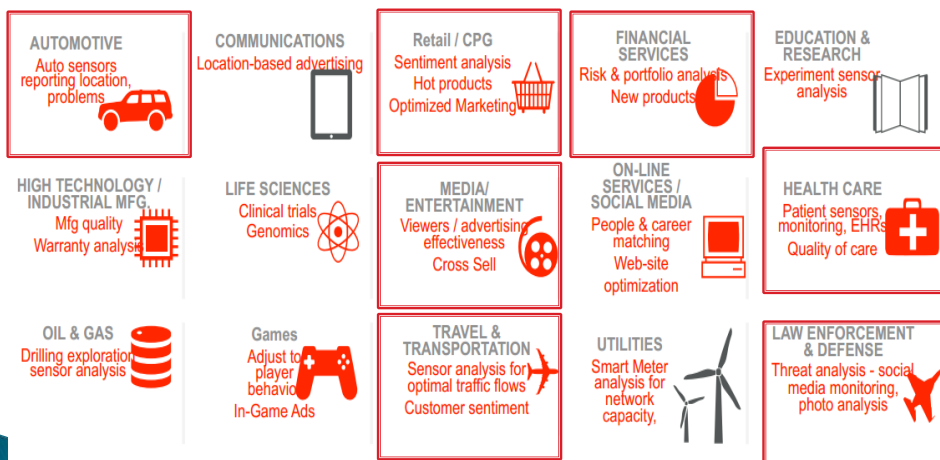 AUTOMOTIVE
Auto sensors
reporting location,
problems
COMMUNICATIONS
Location-based advertising
Retail / CPG
Sentiment analysis
Hot products
Optimized Marketing
FINANCIAL
SERVICES
Risk & portfolio analysis
New products
EDUCATION &
RESEARCH
Experiment sensor
analysis
HIGH TECHNOLOGY /
INDUSTRIAL MFG.
Mfg quality
Warranty analysis
LIFE SCIENCES
Clinical trials
Genomics
MEDIA/
ENTERTAINMENT
Viewers / advertising
effectiveness
Cross Sell
ON-LINE
SERVICES /
SOCIAL MEDIA
People & career
matching
Web-site
optimization
HEALTH CARE
Patient sensors,
monitoring, EHRs
Quality of care
OIL & GAS
Drilling exploration
sensor analysis
Games
Adjust to
player
behavior
In-Game Ads
TRAVEL &
TRANSPORTATION
Sensor analysis for
optimal traffic flows
Customer sentiment
UTILITIES
Smart Meter
analysis for
network
capacity,
LAW ENFORCEMENT
& DEFENSE
Threat analysis - social
media monitoring,
photo analysis